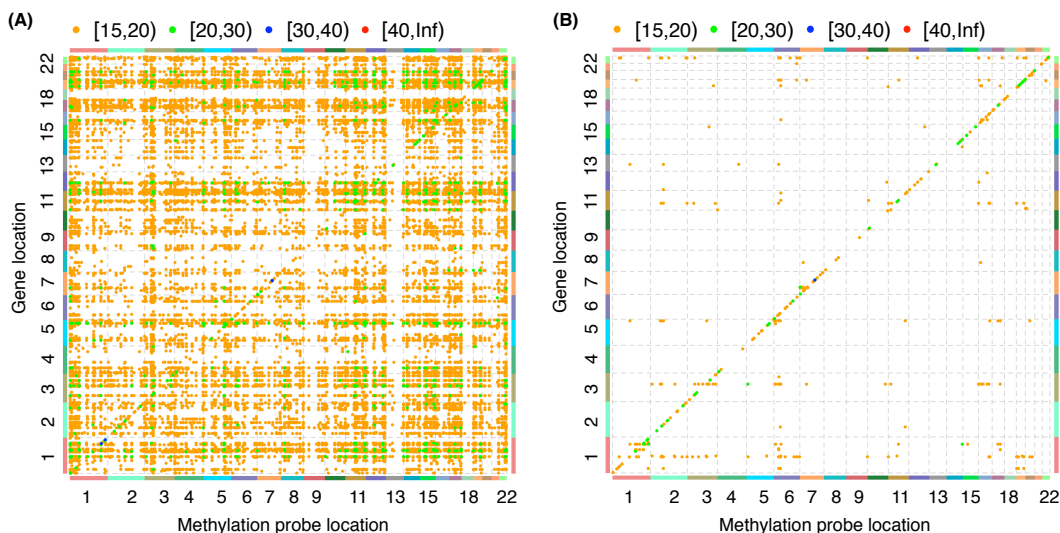 (A)
[15,20) [20,30) [30,40) [40,Inf)
Gene location
22
18
15
13
11
9
8
7
6
5
4
3
2
1
1 2 3 4 5 6 7 8 9 11 13 15 18 22
Methylation probe location
(B)
[15,20) [20,30) [30,40) [40,Inf)
Gene location
22
18
15
13
11
9
8
7
6
5
4
3
2
1
1 2 3 4 5 6 7 8 9 11 13 15 18 22
Methylation probe location